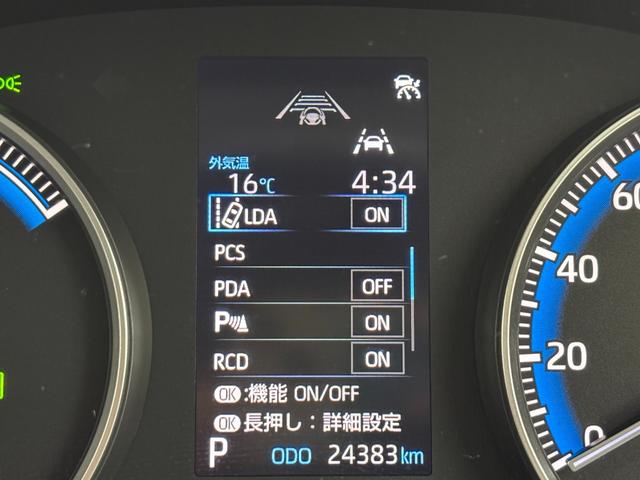 外気温
16℃ 4:34
LDA ON
PCS
PDA OFF
P ON
RCD ON
OK:機能 ON/OFF
OK長押し：詳細設定
P ODO 24383km
60
40
20
0